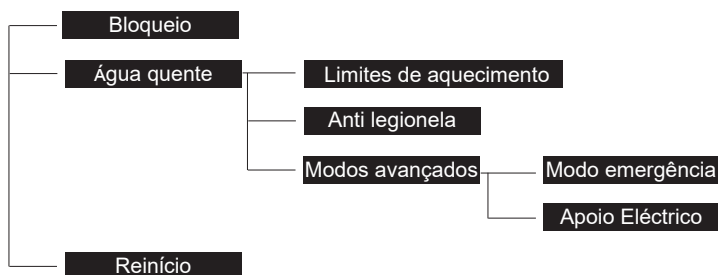 Bloqueio
Água quente
Limites de aquecimento
Anti legionela
Modos avançados
Modo emergência
Apoio Eléctrico
Reinício